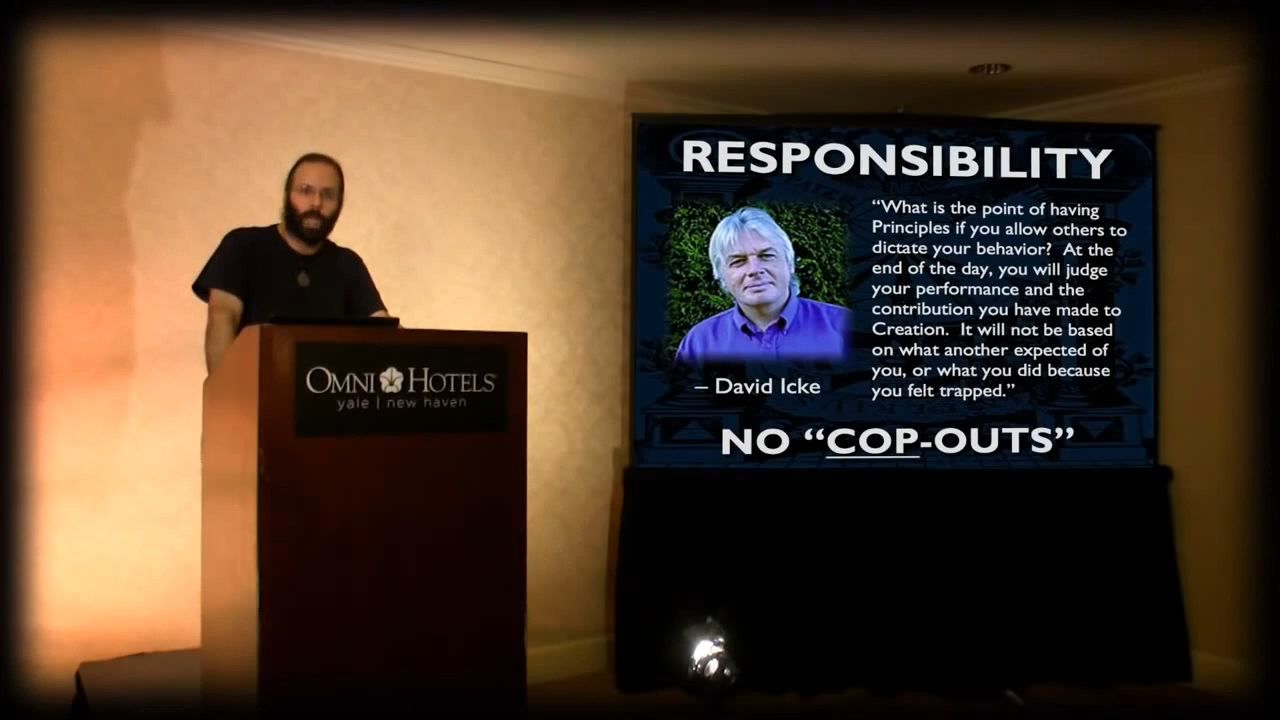 RESPONSIBILITY
“What is the point of having
Principles if you allow others to
dictate your behavior?  At the
end of the day, you will judge
your performance and the
contribution you have made to
Creation.  It will not be based
on what another expected of
you, or what you did because
you felt trapped.”
– David Icke
NO “COP-OUTS”
OMNI HOTELS
yale | new haven